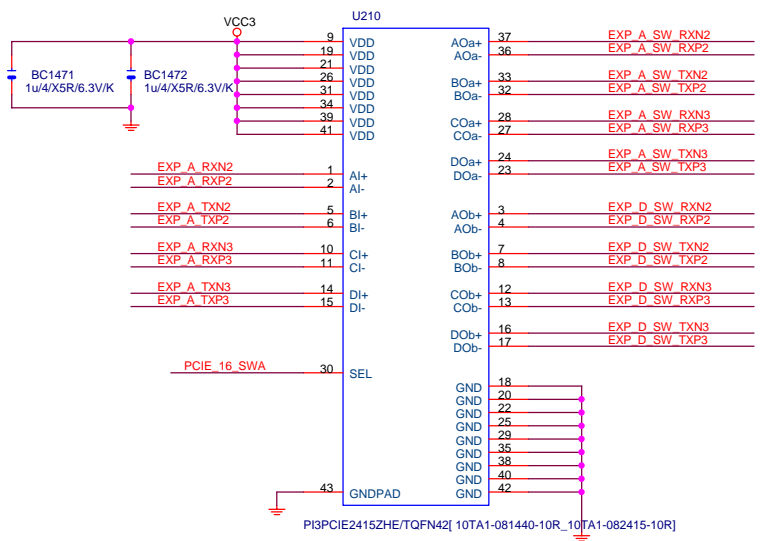 U210
VCC3
9 VDD
19 VDD
21 VDD
26 VDD
31 VDD
34 VDD
39 VDD
41 VDD
BC1471
1u/4/X5R/6.3V/K
BC1472
1u/4/X5R/6.3V/K
EXP_A_RXN2 1 AI+
EXP_A_RXP2 2 AI-
EXP_A_TXN2 5 BI+
EXP_A_TXP2 6 BI-
EXP_A_RXN3 10 CI+
EXP_A_RXP3 11 CI-
EXP_A_TXN3 14 DI+
EXP_A_TXP3 15 DI-
PCIE_16_SWA 30 SEL
43 GNDPAD
AOa+ 37 EXP_A_SW_RXN2
AOa- 36 EXP_A_SW_RXP2
BOa+ 33 EXP_A_SW_TXN2
BOa- 32 EXP_A_SW_TXP2
COa+ 28 EXP_A_SW_RXN3
COa- 27 EXP_A_SW_RXP3
DOa+ 24 EXP_A_SW_TXN3
DOa- 23 EXP_A_SW_TXP3
AOb+ 3 EXP_D_SW_RXN2
AOb- 4 EXP_D_SW_RXP2
BOb+ 7 EXP_D_SW_TXN2
BOb- 8 EXP_D_SW_TXP2
COb+ 12 EXP_D_SW_RXN3
COb- 13 EXP_D_SW_RXP3
DOb+ 16 EXP_D_SW_TXN3
DOb- 17 EXP_D_SW_TXP3
GND 18
GND 20
GND 22
GND 25
GND 29
GND 35
GND 38
GND 40
GND 42
PI3PCIE2415ZHE/TQFN42[ 10TA1-081440-10R_10TA1-082415-10R]